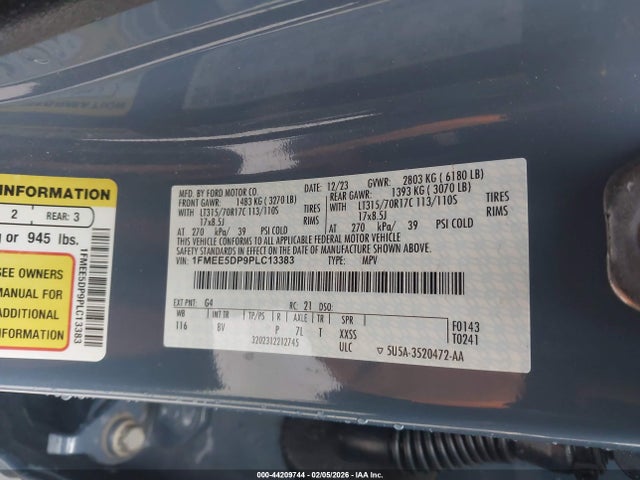 INFORMATION
2 REAR: 3
or 945 lbs.
SEE OWNERS
MANUAL FOR
ADDITIONAL
INFORMATION
1FMEE5DP9PLC13383
MFD. BY FORD MOTOR CO.
12/23 GVWR: 2803 KG ( 6180 LB)
FRONT GAWR: 1483 KG ( 3270 LB)
REAR GAWR: 1393 KG ( 3070 LB)
WITH LT315/70R17C 113/110S TIRES
17x8.5J RIMS
AT 270 kPa/ 39 PSI COLD
WITH LT315/70R17C 113/110S TIRES
17x8.5J RIMS
AT 270 kPa/ 39 PSI COLD
THIS VEHICLE CONFORMS TO ALL APPLICABLE FEDERAL MOTOR VEHICLE
SAFETY STANDARDS IN EFFECT ON THE DATE OF MANUFACTURE SHOWN ABOVE.
VIN: 1FMEE5DP9PLC13383 TYPE: MPV
EXT PNT: G4 RC: 21 DSO:
WB INT TR TP/PS R AXLE TR SPR
116 BV P 7L T XXSS
3202312212745 ULC
F0143
T0241
5U5A-3520472-AA
000-44209744 - 02/05/2026 - IAA Inc.